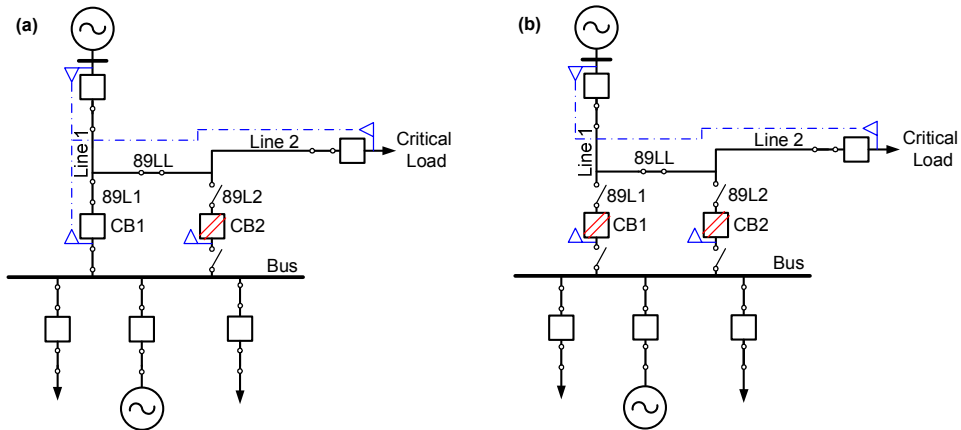 (a)
Line 1
Line 2
Critical
Load
89LL
89L1
89L2
CB1
CB2
Bus
(b)
Line 1
Line 2
Critical
Load
89LL
89L1
89L2
CB1
CB2
Bus